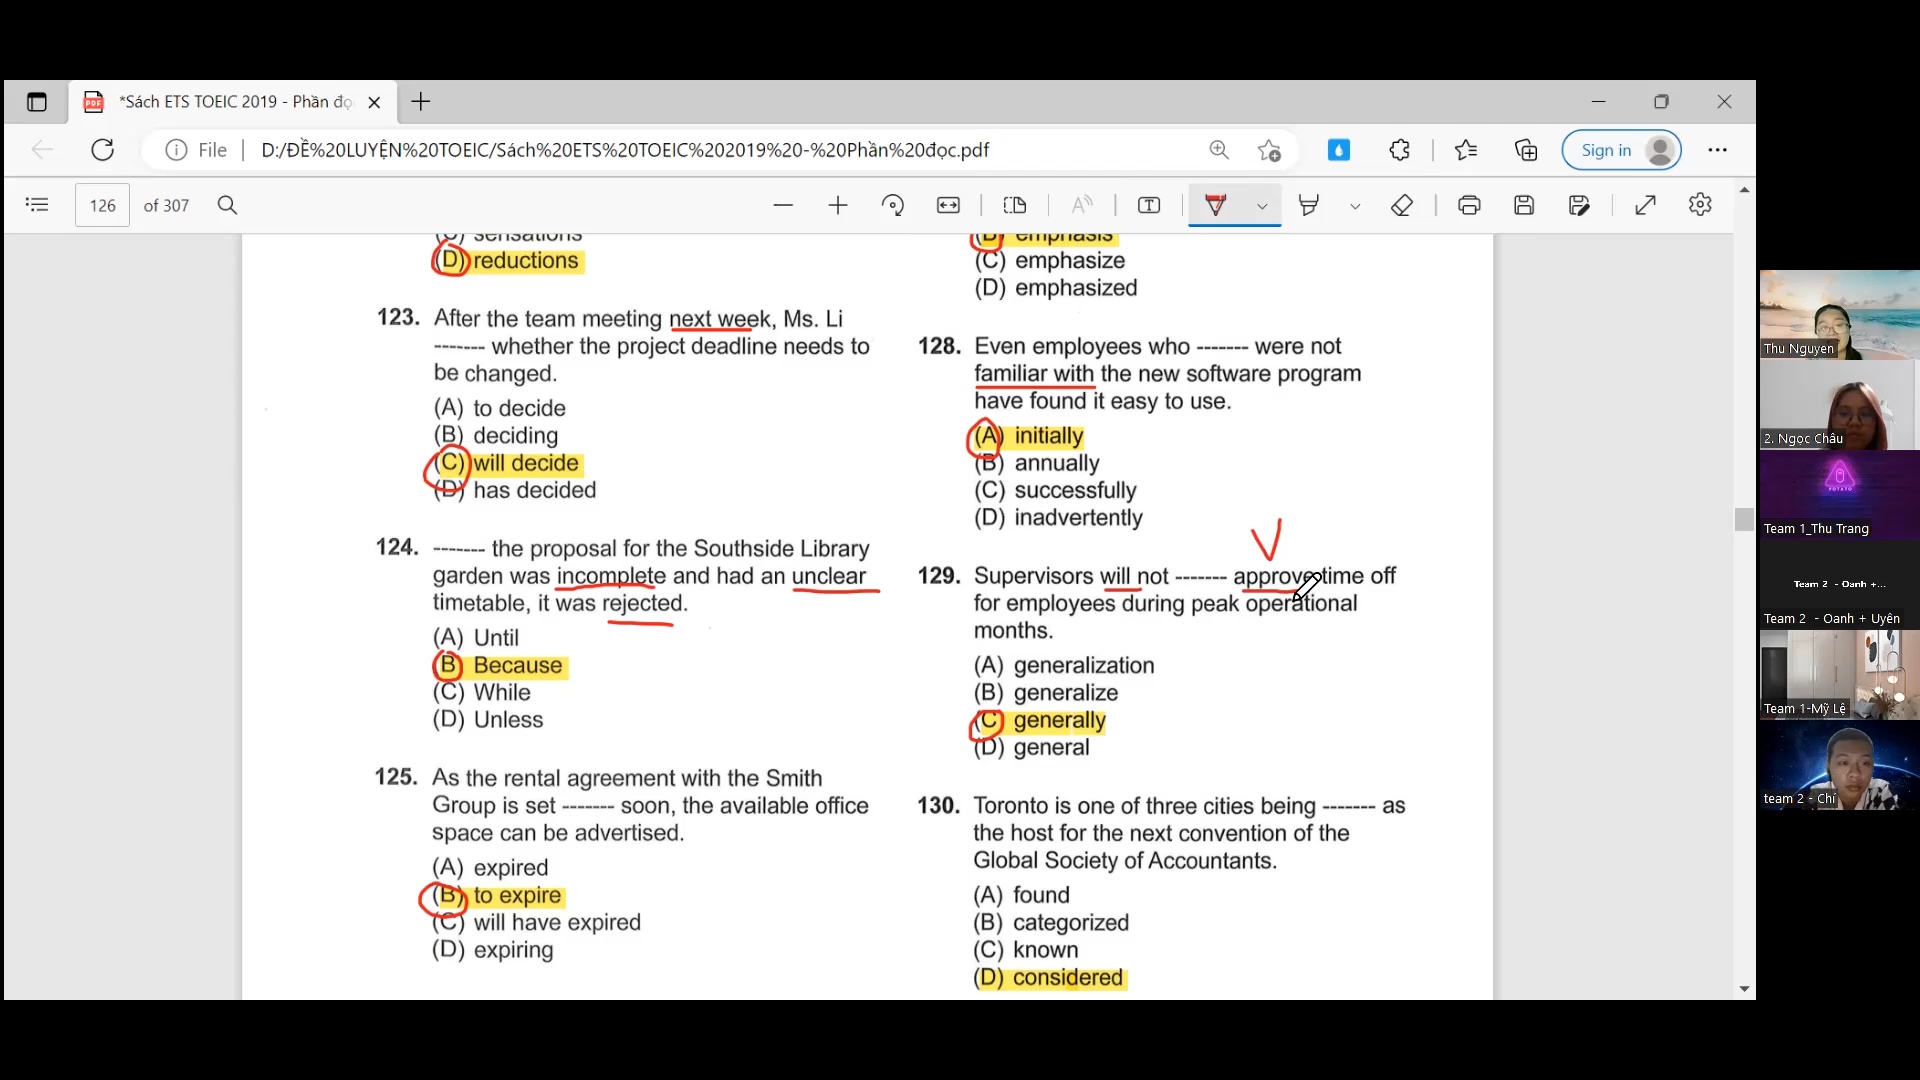 *Sách ETS TOEIC 2019 - Phần đọ
File
D:/ĐỀ%20LUYỆN%20TOEIC/Sách%20ETS%20TOEIC%202019%20-%20Phần%20đọc.pdf
Sign in
126 of 307
(C) sensations
(D) reductions
123. After the team meeting next week, Ms. Li
------- whether the project deadline needs to
be changed.
(A) to decide
(B) deciding
(C) will decide
(D) has decided
124. ------- the proposal for the Southside Library
garden was incomplete and had an unclear
timetable, it was rejected.
(A) Until
(B) Because
(C) While
(D) Unless
125. As the rental agreement with the Smith
Group is set ------- soon, the available office
space can be advertised.
(A) expired
(B) to expire
(C) will have expired
(D) expiring
(B) emphasis
(C) emphasize
(D) emphasized
128. Even employees who ------- were not
familiar with the new software program
have found it easy to use.
(A) initially
(B) annually
(C) successfully
(D) inadvertently
V
129. Supervisors will not ------- approve time off
for employees during peak operational
months.
(A) generalization
(B) generalize
(C) generally
(D) general
130. Toronto is one of three cities being ------- as
the host for the next convention of the
Global Society of Accountants.
(A) found
(B) categorized
(C) known
(D) considered
Thu Nguyen
2. Ngọc Châu
POTATO
Team 1_Thu Trang
Team 2 - Oanh +...
Team 2 - Oanh + Uyên
Team 1-Mỹ Lệ
team 2 - Chí